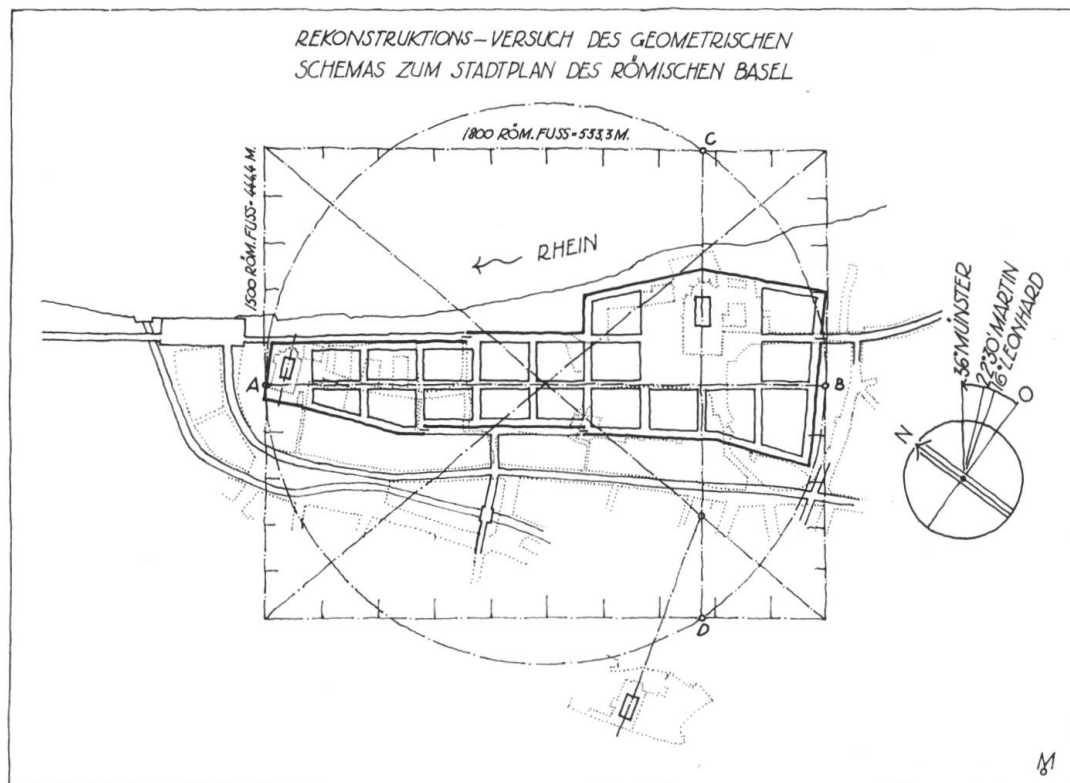 REKONSTRUKTIONS-VERSUCH DES GEOMETRISCHEN
SCHEMAS ZUM STADTPLAN DES RÖMISCHEN BASEL
1800 RÖM. FUSS = 533,3 M.
C
1500 RÖM. FUSS = 444,4 M.
RHEIN
A
B
36° MÜNSTER
22°30' MARTIN
16° LEONHARD
O
N
D